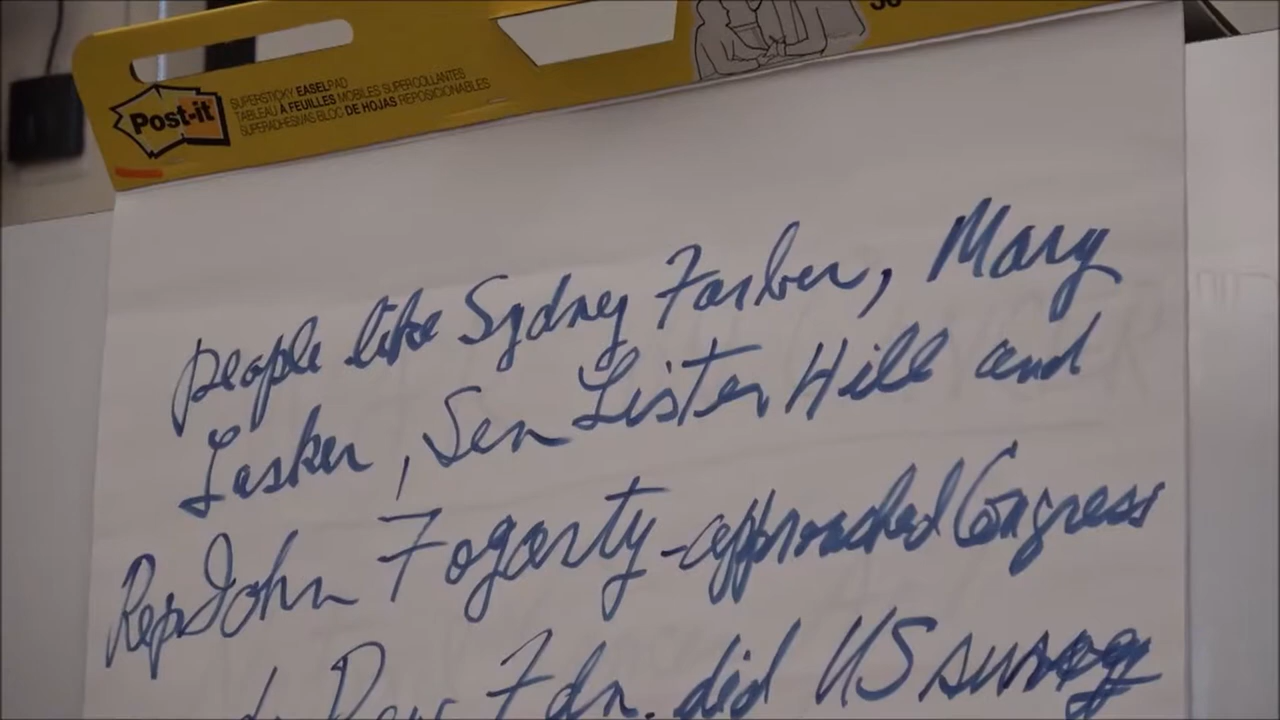 Post-it
SUPERSTICKY EASELPAD
TABLEAU À FEUILLES MOBILES SUPERCOLLANTES
SUPERADHESIVAS BLOC DE HOJAS REPOSICIONABLES
people like Sydney Farber, Mary
Lasker, Sen Lister Hill and
Rep John Fogarty - approached Congress
Fdn. did US survey